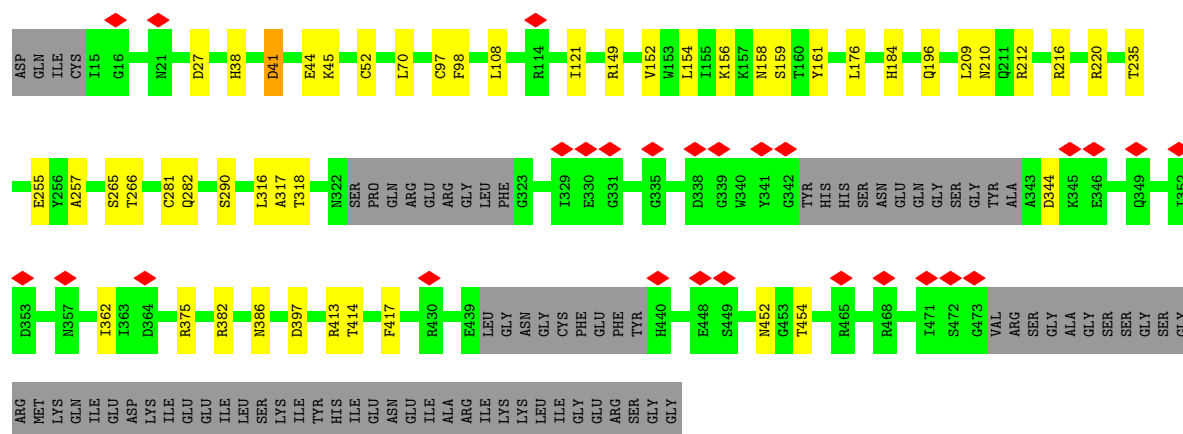 ASP GLN ILE CYS I15 G16 N21 D27 H38 D41 E44 K45 C52 L70 C97 F98 L108 R114 I121 R149 V152 W153 L154 I155 K156 K157 N158 S159 T160 Y161 L176 H184 Q196 L209 N210 Q211 R212 R216 R220 T235
E255 Y256 A257 S265 T266 C281 Q282 S290 L316 A317 T318 N322 SER PRO GLN ARG GLU ARG GLY LEU PHE G323 I329 E330 G331 G335 D338 G339 W340 Y341 G342 TYR HIS HIS SER ASN GLU GLN GLY SER GLY TYR ALA A343 D344 K345 E346 Q349 I352
D353 N357 I362 I363 D364 R375 R382 N386 D397 R413 T414 F417 R430 E439 LEU GLY ASN GLY CYS PHE GLU PHE TYR H440 E448 S449 N452 G453 T454 R465 R468 I471 S472 G473 VAL ARG SER GLY ALA GLY SER SER GLY SER GLY
ARG MET LYS GLN ILE GLU ASP LYS ILE GLU GLU ILE LEU SER LYS ILE TYR HIS ILE GLU ASN GLU ILE ALA ARG ILE LYS LYS LEU ILE GLY GLU ARG SER GLY GLY